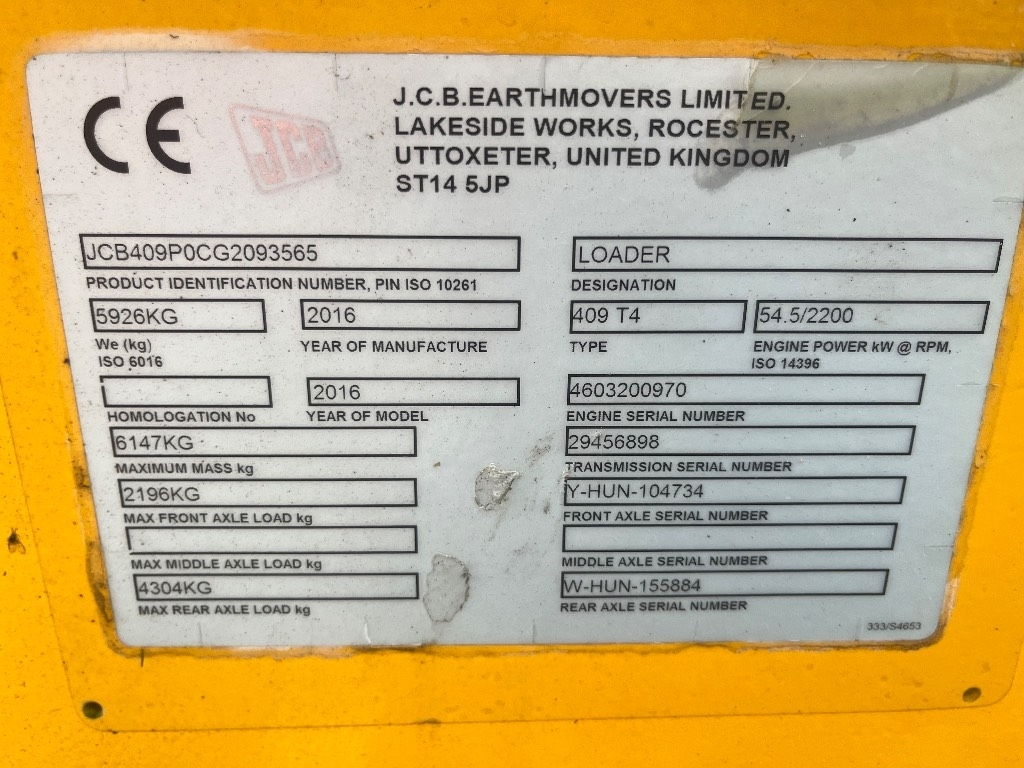 CE
JCB
J.C.B.EARTHMOVERS LIMITED.
LAKESIDE WORKS, ROCESTER,
UTTOXETER, UNITED KINGDOM
ST14 5JP
JCB409P0CG2093565
PRODUCT IDENTIFICATION NUMBER, PIN ISO 10261
LOADER
DESIGNATION
5926KG
We (kg)
ISO 6016
2016
YEAR OF MANUFACTURE
409 T4
TYPE
54.5/2200
ENGINE POWER kW @ RPM,
ISO 14396
HOMOLOGATION No
2016
YEAR OF MODEL
4603200970
ENGINE SERIAL NUMBER
6147KG
MAXIMUM MASS kg
29456898
TRANSMISSION SERIAL NUMBER
2196KG
MAX FRONT AXLE LOAD kg
Y-HUN-104734
FRONT AXLE SERIAL NUMBER
MAX MIDDLE AXLE LOAD kg
MIDDLE AXLE SERIAL NUMBER
4304KG
MAX REAR AXLE LOAD kg
W-HUN-155884
REAR AXLE SERIAL NUMBER
333/S4653